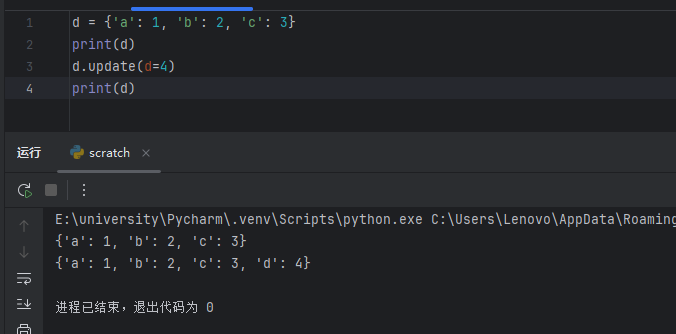 1 d = {'a': 1, 'b': 2, 'c': 3}
2 print(d)
3 d.update(d=4)
4 print(d)
运行 scratch ×
E:\university\Pycharm\.venv\Scripts\python.exe C:\Users\Lenovo\AppData\Roaming
{'a': 1, 'b': 2, 'c': 3}
{'a': 1, 'b': 2, 'c': 3, 'd': 4}
进程已结束，退出代码为 0